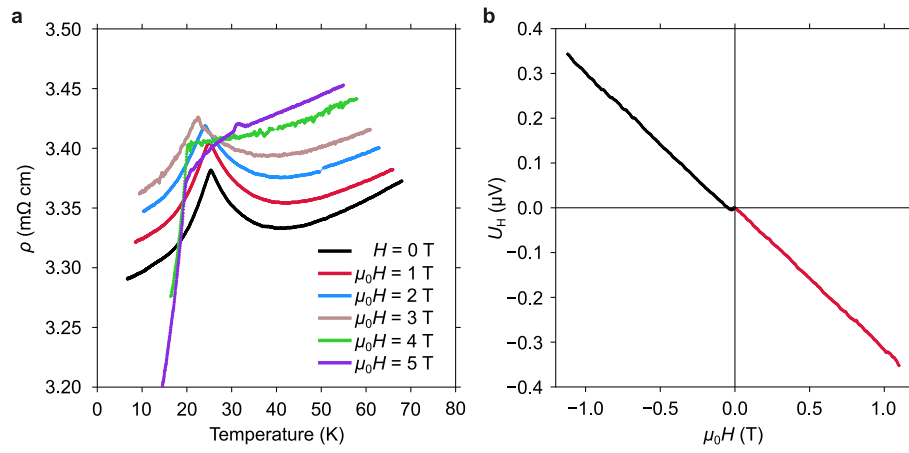 a
3.50
3.45
3.40
3.35
3.30
3.25
3.20
ρ (mΩ cm)
H = 0 T
μ₀H = 1 T
μ₀H = 2 T
μ₀H = 3 T
μ₀H = 4 T
μ₀H = 5 T
0 10 20 30 40 50 60 70 80
Temperature (K)
b
0.4
0.3
0.2
0.1
0.0
−0.1
−0.2
−0.3
−0.4
U_H (μV)
−1.0 −0.5 0.0 0.5 1.0
μ₀H (T)